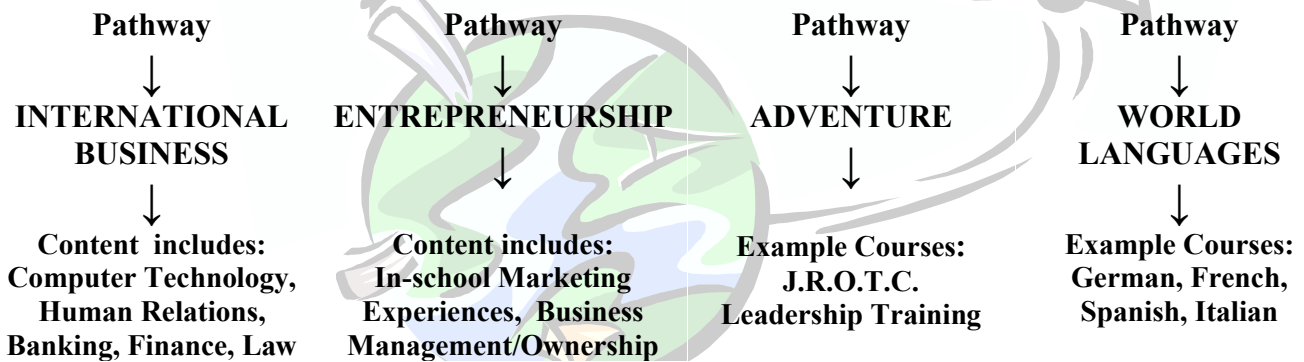 Pathway
↓
INTERNATIONAL
BUSINESS
↓
Content includes:
Computer Technology,
Human Relations,
Banking, Finance, Law
Pathway
↓
ENTREPRENEURSHIP
↓
Content includes:
In-school Marketing
Experiences, Business
Management/Ownership
Pathway
↓
ADVENTURE
↓
Example Courses:
J.R.O.T.C.
Leadership Training
Pathway
↓
WORLD
LANGUAGES
↓
Example Courses:
German, French,
Spanish, Italian